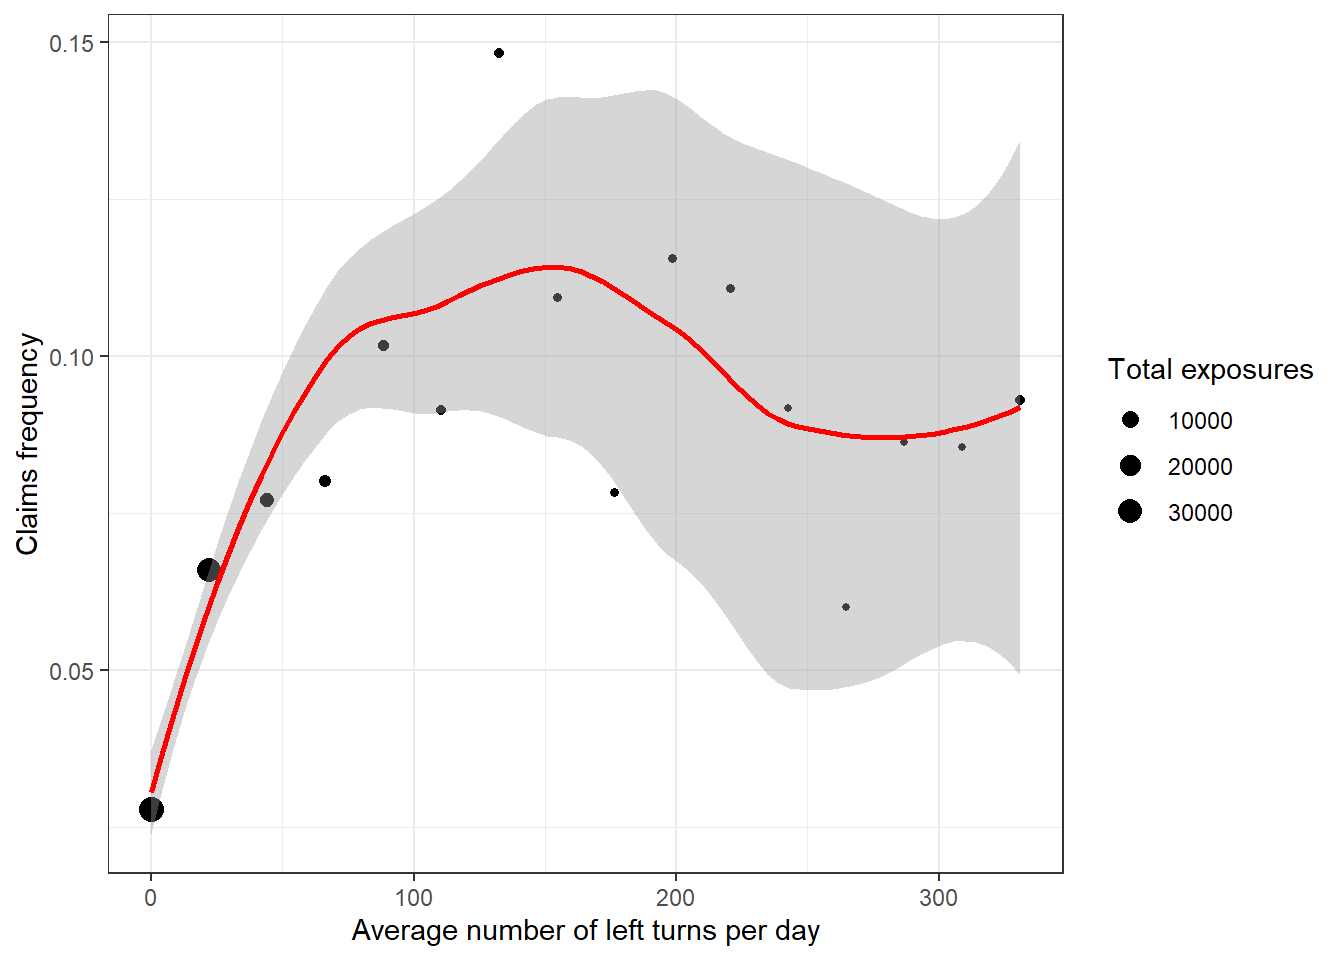 0.15
0.10
0.05
Claims frequency
0 100 200 300
Average number of left turns per day
Total exposures
10000
20000
30000